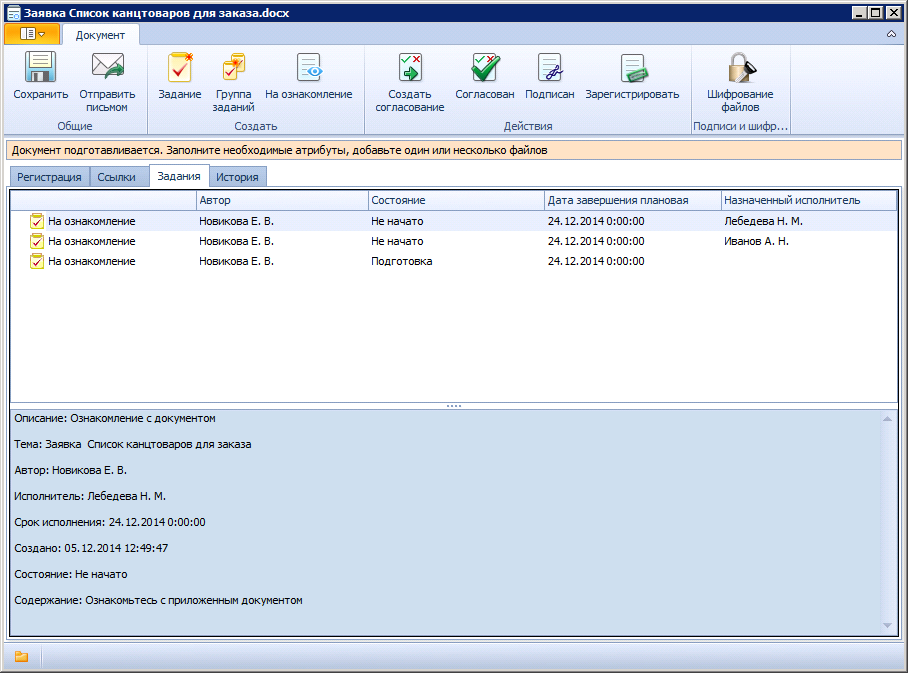 Заявка Список канцтоваров для заказа.docx
Документ
Сохранить
Отправить
письмом
Задание
Группа
заданий
На ознакомление
Создать
согласование
Согласован
Подписан
Зарегистрировать
Шифрование
файлов
Общие
Создать
Действия
Подписи и шифр...
Документ подготавливается. Заполните необходимые атрибуты, добавьте один или несколько файлов
Регистрация Ссылки Задания История
Автор Состояние Дата завершения плановая Назначенный исполнитель
На ознакомление Новикова Е. В. Не начато 24.12.2014 0:00:00 Лебедева Н. М.
На ознакомление Новикова Е. В. Не начато 24.12.2014 0:00:00 Иванов А. Н.
На ознакомление Новикова Е. В. Подготовка 24.12.2014 0:00:00
Описание: Ознакомление с документом
Тема: Заявка  Список канцтоваров для заказа
Автор: Новикова Е. В.
Исполнитель: Лебедева Н. М.
Срок исполнения: 24.12.2014 0:00:00
Создано: 05.12.2014 12:49:47
Состояние: Не начато
Содержание: Ознакомьтесь с приложенным документом